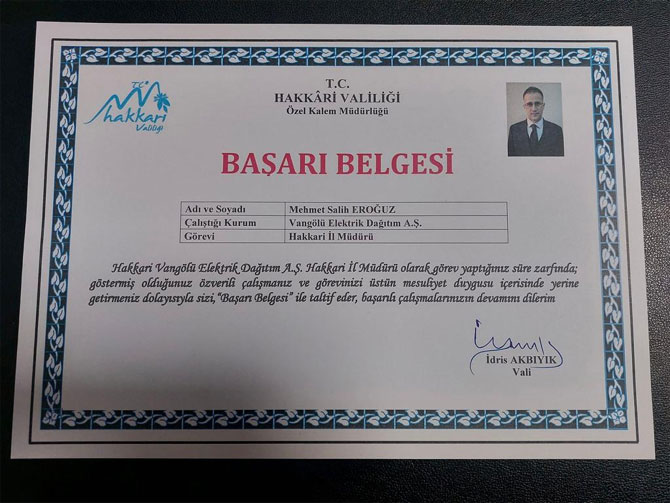 T.C.
hakkari
Valiliği
T.C.
HAKKÂRİ VALİLİĞİ
Özel Kalem Müdürlüğü
BAŞARI BELGESİ
Adı ve Soyadı Mehmet Salih EROĞUZ
Çalıştığı Kurum Vangölü Elektrik Dağıtım A.Ş.
Görevi Hakkari İl Müdürü
Hakkari Vangölü Elektrik Dağıtım A.Ş. Hakkari İl Müdürü olarak görev yaptığınız süre zarfında;
göstermiş olduğunuz özverili çalışmanız ve görevinizi üstün mesuliyet duygusu içerisinde yerine
getirmeniz dolayısıyla sizi,"Başarı Belgesi" ile taltif eder, başarılı çalışmalarınızın devamını dilerim
İdris AKBIYIK
Vali